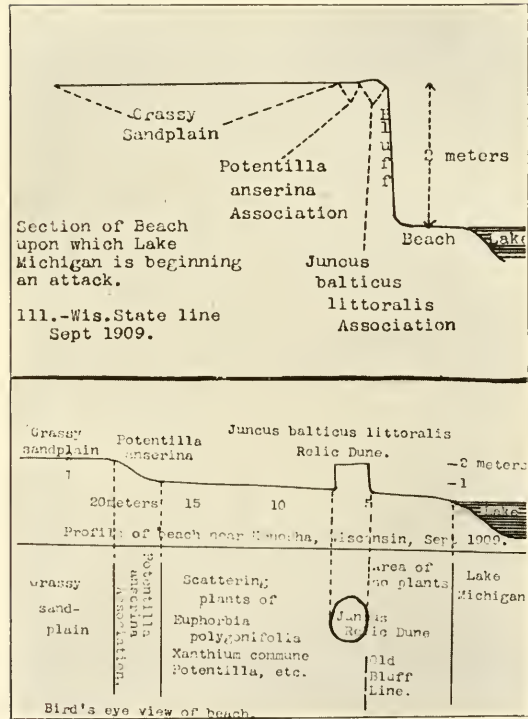 Grassy
Sandplain
Bluff
2 meters
Potentilla
anserina
Association
Beach
Lake
Section of Beach
upon which Lake
Michigan is beginning
an attack.
Juncus
balticus
littoralis
Association
Ill.-Wis.State line
Sept 1909.
Grassy
sandplain
Potentilla
anserina
Juncus balticus littoralis
Relic Dune.
-2 meters
-1
20meters 15 10 5
Lake
Profile of beach near Kenosha, Wisconsin, Sept 1909.
Grassy
sand-
plain
Potentilla
anserina
Association.
Scattering
plants of
Euphorbia
polygonifolia
Xanthium commune
Potentilla, etc.
Area of
no plants
Juncus
Relic Dune
Old
Bluff
Line.
Lake
Michigan
Bird's eye view of beach.